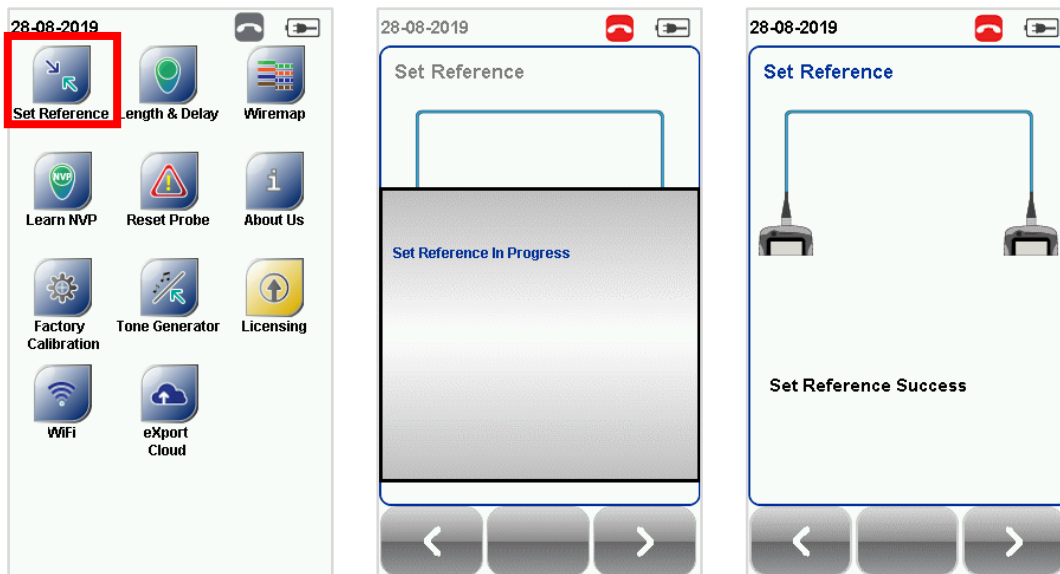 28-08-2019
Set Reference
Length & Delay
Wiremap
Learn NVP
NVP
Reset Probe
About Us
i
Factory
Calibration
Tone Generator
Licensing
WiFi
eXport
Cloud
28-08-2019
Set Reference
Set Reference In Progress
28-08-2019
Set Reference
Set Reference Success